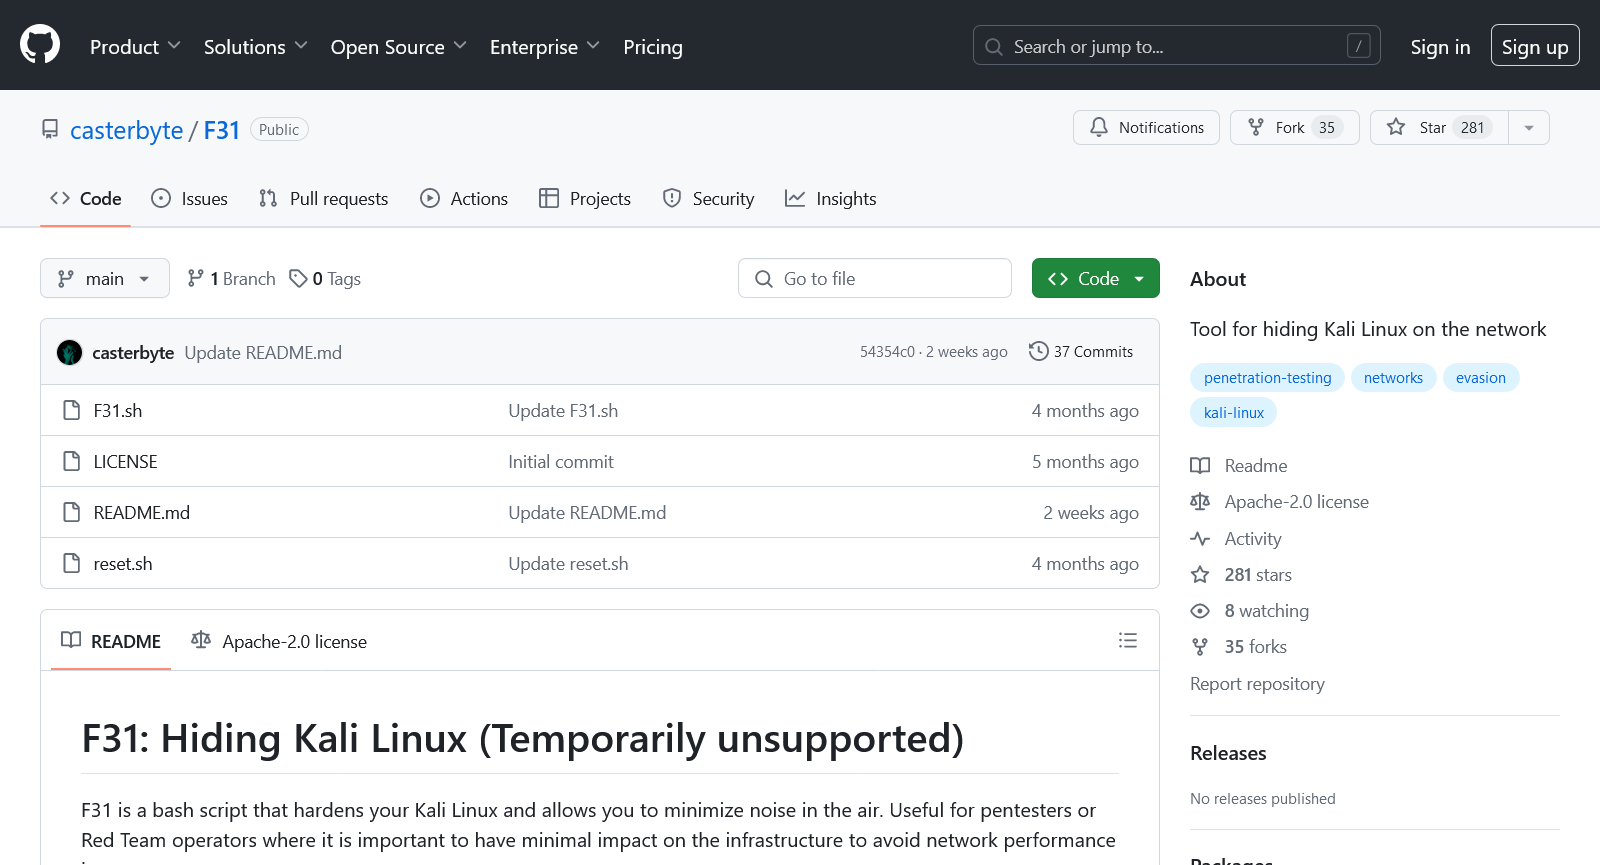 Product Solutions Open Source Enterprise Pricing Search or jump to... / Sign in Sign up
casterbyte / F31 Public Notifications Fork 35 Star 281
Code Issues Pull requests Actions Projects Security Insights
main 1 Branch 0 Tags Go to file Code
casterbyte Update README.md 54354c0 · 2 weeks ago 37 Commits
F31.sh Update F31.sh 4 months ago
LICENSE Initial commit 5 months ago
README.md Update README.md 2 weeks ago
reset.sh Update reset.sh 4 months ago
README Apache-2.0 license
F31: Hiding Kali Linux (Temporarily unsupported)
F31 is a bash script that hardens your Kali Linux and allows you to minimize noise in the air. Useful for pentesters or
Red Team operators where it is important to have minimal impact on the infrastructure to avoid network performance
About
Tool for hiding Kali Linux on the network
penetration-testing networks evasion
kali-linux
Readme
Apache-2.0 license
Activity
281 stars
8 watching
35 forks
Report repository
Releases
No releases published